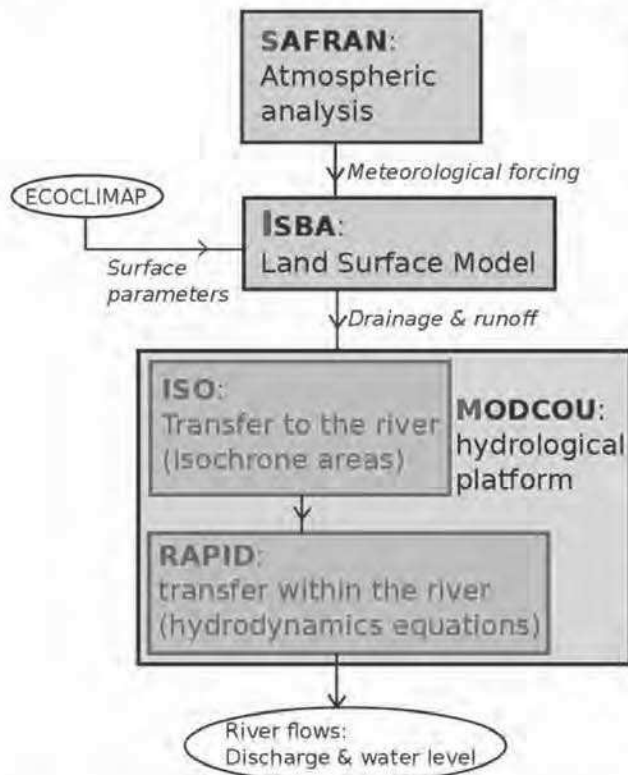 SAFRAN:
Atmospheric
analysis
Meteorological forcing
ECOCLIMAP
ISBA:
Land Surface Model
Surface
parameters
Drainage & runoff
ISO:
Transfer to the river
(Isochrone areas)
MODCOU:
hydrological
platform
RAPID:
transfer within the river
(hydrodynamics equations)
River flows:
Discharge & water level